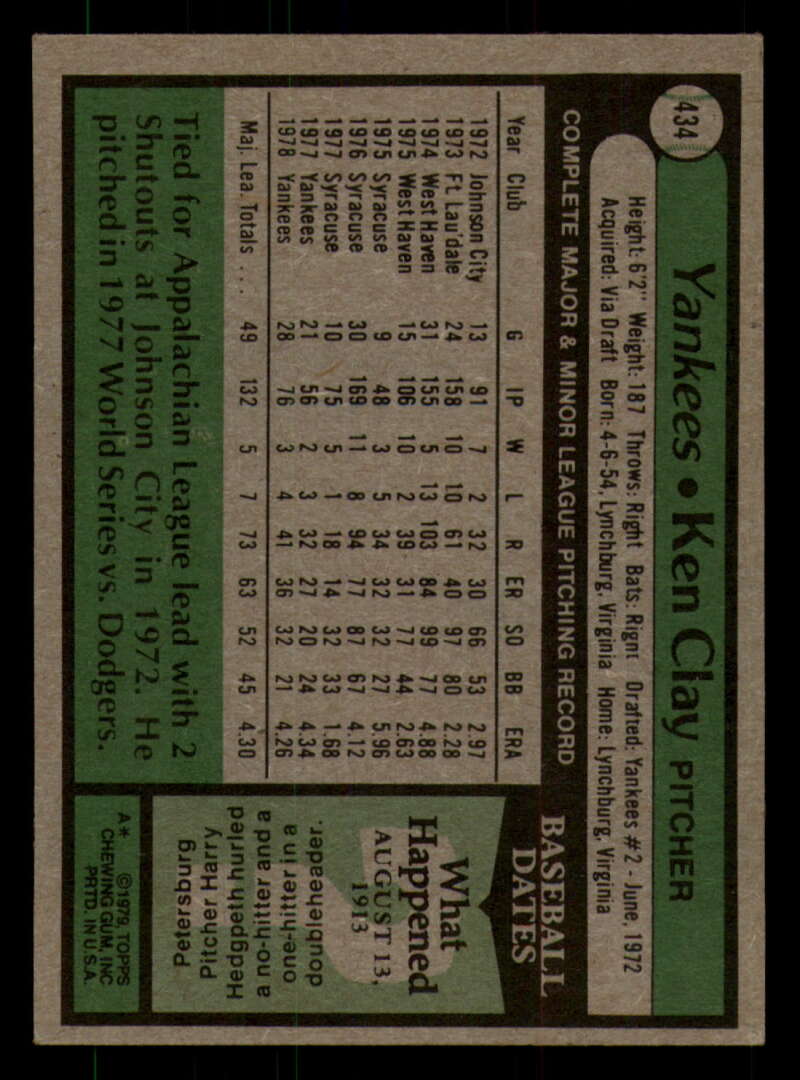 434
Yankees • Ken Clay PITCHER
Height: 6'2" Weight: 187 Throws: Right Bats: Right Drafted: Yankees #2 - June, 1972
Acquired: Via Draft Born: 4-6-54, Lynchburg, Virginia Home: Lynchburg, Virginia
COMPLETE MAJOR & MINOR LEAGUE PITCHING RECORD
Year Club G IP W L R ER SO BB ERA
1972 Johnson City 13 91 7 2 32 30 66 53 2.97
1973 Ft. Lau'dale 24 158 10 10 61 40 97 80 2.28
1974 West Haven 31 155 5 13 103 84 99 77 4.88
1975 West Haven 15 106 10 2 39 31 77 44 2.63
1975 Syracuse 9 48 3 5 34 32 32 27 5.96
1976 Syracuse 30 169 11 8 94 77 87 67 4.12
1977 Syracuse 10 75 5 1 18 14 32 33 1.68
1977 Yankees 21 56 2 3 32 27 20 24 4.34
1978 Yankees 28 76 3 4 41 36 32 21 4.26
Maj. Lea. Totals . . . 49 132 5 7 73 63 52 45 4.30
Tied for Appalachian League lead with 2
Shutouts at Johnson City in 1972. He
pitched in 1977 World Series vs. Dodgers.
BASEBALL
DATES
What
Happened
AUGUST 13,
1913
Petersburg
Pitcher Harry
Hedgpeth hurled
a no-hitter and a
one-hitter in a
doubleheader.
A* ©1979, TOPPS
CHEWING GUM, INC
PRTD. IN U.S.A.